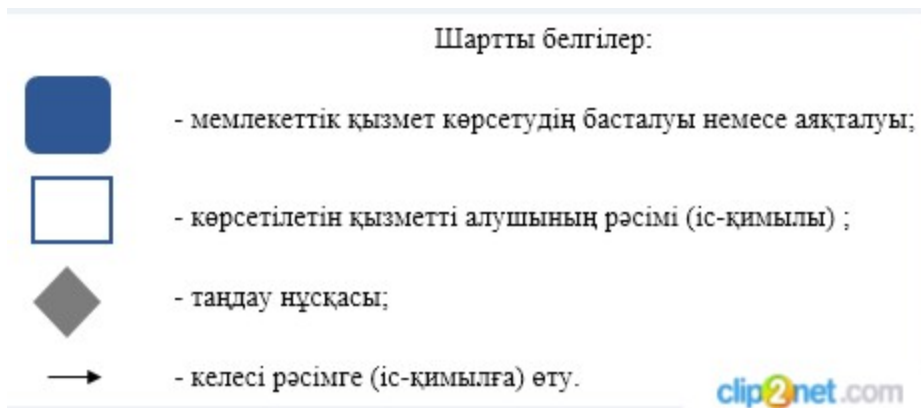 Шартты белгілер:
- мемлекеттік қызмет көрсетудің басталуы немесе аяқталуы;
- көрсетілетін қызметті алушының рәсімі (іс-қимылы) ;
- таңдау нұсқасы;
- келесі рәсімге (іс-қимылға) өту.
clip2net.com